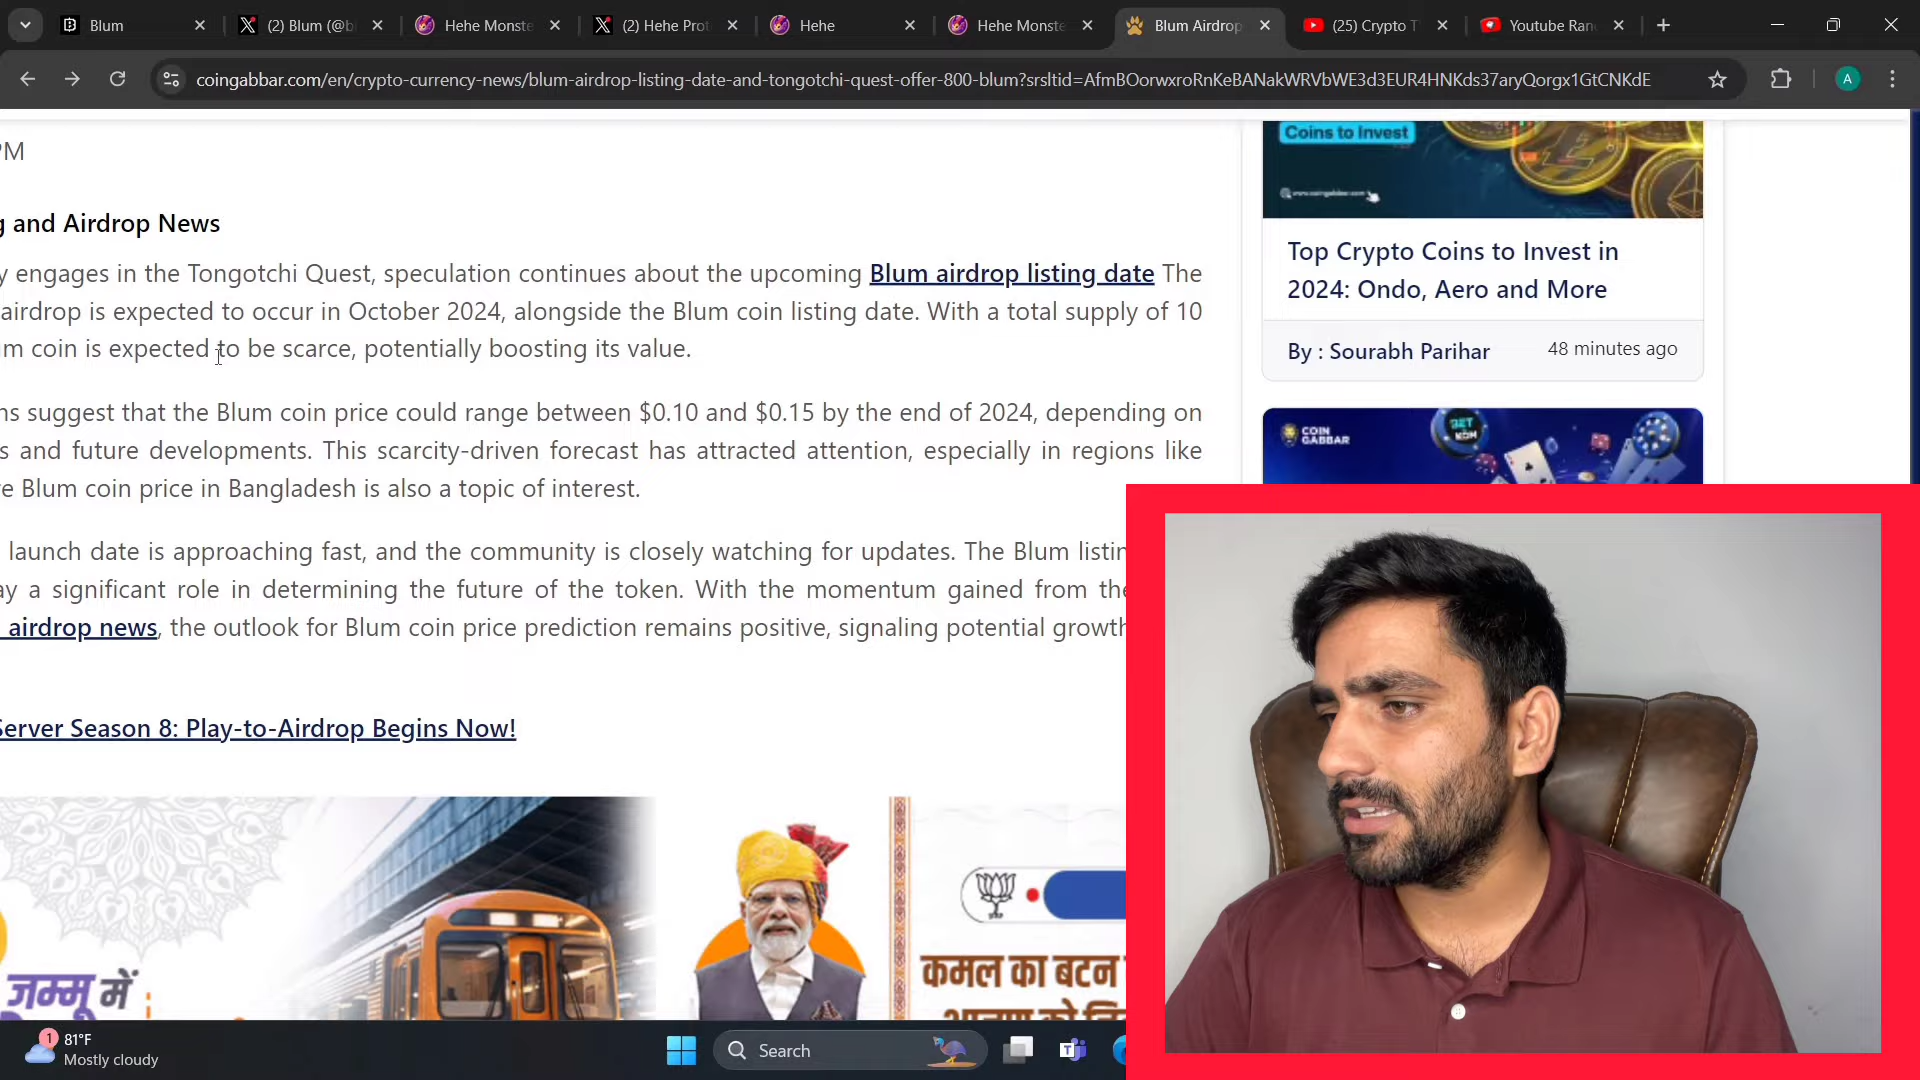 Blum
(2) Blum (@b
Hehe Monste
(2) Hehe Prot
Hehe
Hehe Monste
Blum Airdrop
(25) Crypto T
Youtube Ran
coingabbar.com/en/crypto-currency-news/blum-airdrop-listing-date-and-tongotchi-quest-offer-800-blum?srsltid=AfmBOorwxroRnKeBANakWRVbWE3d3EUR4HNKds37aryQorgx1GtCNKdE
A
PM
g and Airdrop News
y engages in the Tongotchi Quest, speculation continues about the upcoming Blum airdrop listing date The
airdrop is expected to occur in October 2024, alongside the Blum coin listing date. With a total supply of 10
m coin is expected to be scarce, potentially boosting its value.
ns suggest that the Blum coin price could range between $0.10 and $0.15 by the end of 2024, depending on
s and future developments. This scarcity-driven forecast has attracted attention, especially in regions like
e Blum coin price in Bangladesh is also a topic of interest.
launch date is approaching fast, and the community is closely watching for updates. The Blum listin
ay a significant role in determining the future of the token. With the momentum gained from the
airdrop news, the outlook for Blum coin price prediction remains positive, signaling potential growth
Server Season 8: Play-to-Airdrop Begins Now!
Coins to Invest
www.coingabbar.com
Top Crypto Coins to Invest in
2024: Ondo, Aero and More
By : Sourabh Parihar
48 minutes ago
COIN
GABBAR
BET
जम्मू में
कमल का बटन
1
81°F
Mostly cloudy
Search